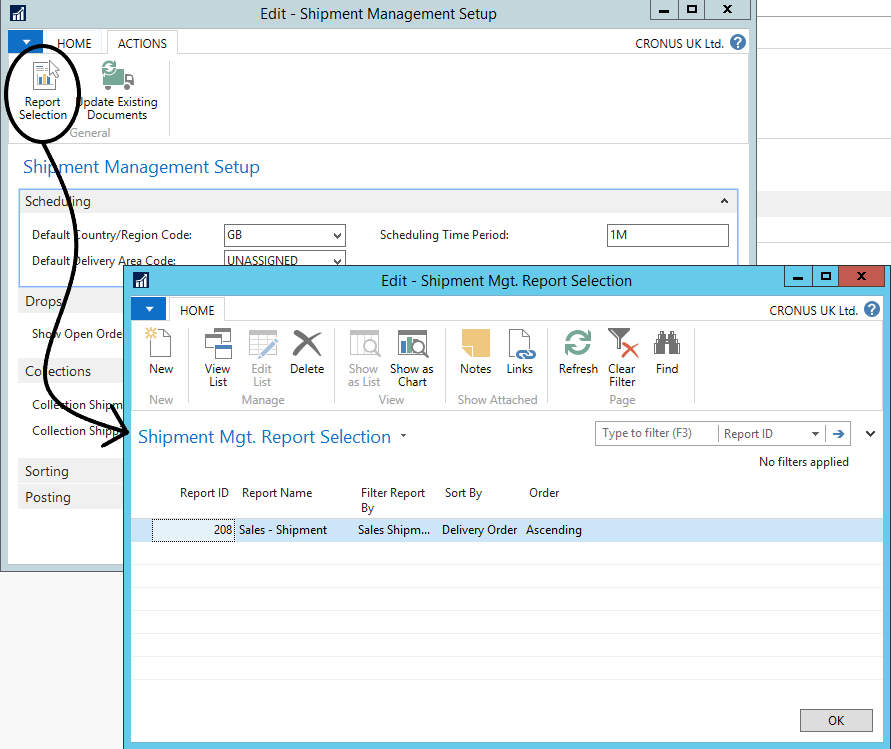 Edit - Shipment Management Setup
HOME
ACTIONS
CRONUS UK Ltd.
Report
Selection
Update Existing
Documents
General
Shipment Management Setup
Scheduling
Default Country/Region Code:
GB
Scheduling Time Period:
1M
Default Delivery Area Code:
UNASSIGNED
Drops
Show Open Orde
Collections
Collection Shipm
Collection Shipp
Sorting
Posting
Edit - Shipment Mgt. Report Selection
HOME
CRONUS UK Ltd.
New
View
List
Edit
List
Delete
Show
as List
Show as
Chart
Notes
Links
Refresh
Clear
Filter
Find
New
Manage
View
Show Attached
Page
Shipment Mgt. Report Selection
Type to filter (F3)
Report ID
No filters applied
Report ID
Report Name
Filter Report
By
Sort By
Order
208
Sales - Shipment
Sales Shipm...
Delivery Order
Ascending
OK